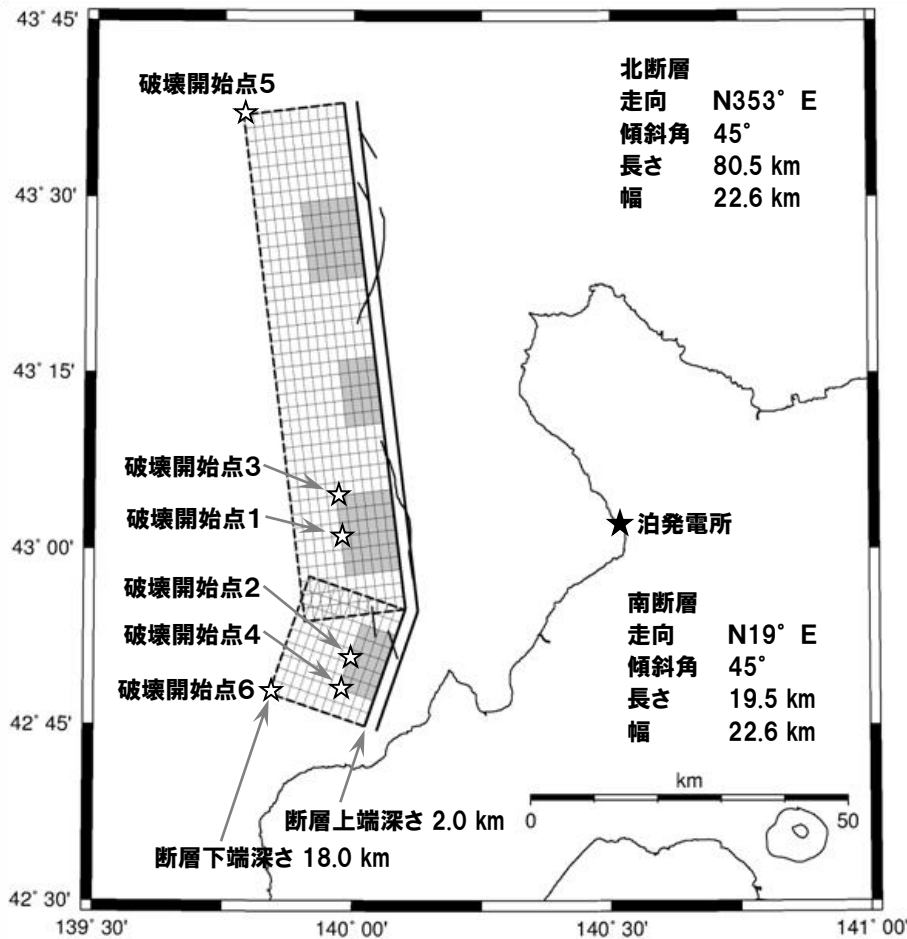 43° 45'
破壊開始点5
北断層
走向 N353° E
傾斜角 45°
長さ 80.5 km
幅 22.6 km
43° 30'
43° 15'
破壊開始点3
破壊開始点1
泊発電所
43° 00'
破壊開始点2
破壊開始点4
破壊開始点6
南断層
走向 N19° E
傾斜角 45°
長さ 19.5 km
幅 22.6 km
42° 45'
km
0 50
断層上端深さ 2.0 km
断層下端深さ 18.0 km
42° 30'
139° 30' 140° 00' 140° 30' 141° 00'